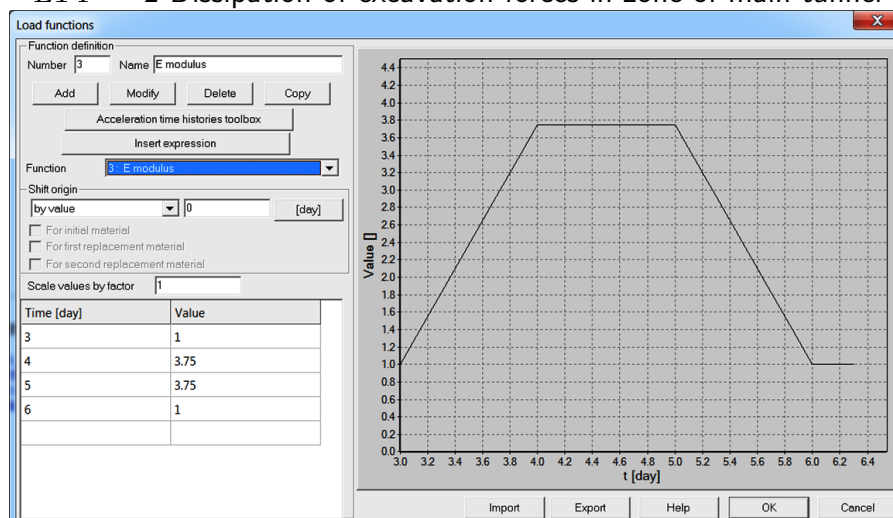 2 Dissipation of excavation forces in zone of main tunnel
Load functions
Function definition
Number 3 Name E modulus
Add Modify Delete Copy
Acceleration time histories toolbox
Insert expression
Function 3 : E modulus
Shift origin
by value 0 [day]
For initial material
For first replacement material
For second replacement material
Scale values by factor 1
Time [day] Value
3 1
4 3.75
5 3.75
6 1
Value []
4.4
4.2
4.0
3.8
3.6
3.4
3.2
3.0
2.8
2.6
2.4
2.2
2.0
1.8
1.6
1.4
1.2
1.0
0.8
0.6
0.4
0.2
0.0
3.0 3.2 3.4 3.6 3.8 4.0 4.2 4.4 4.6 4.8 5.0 5.2 5.4 5.6 5.8 6.0 6.2 6.4
t [day]
Import Export Help OK Cancel